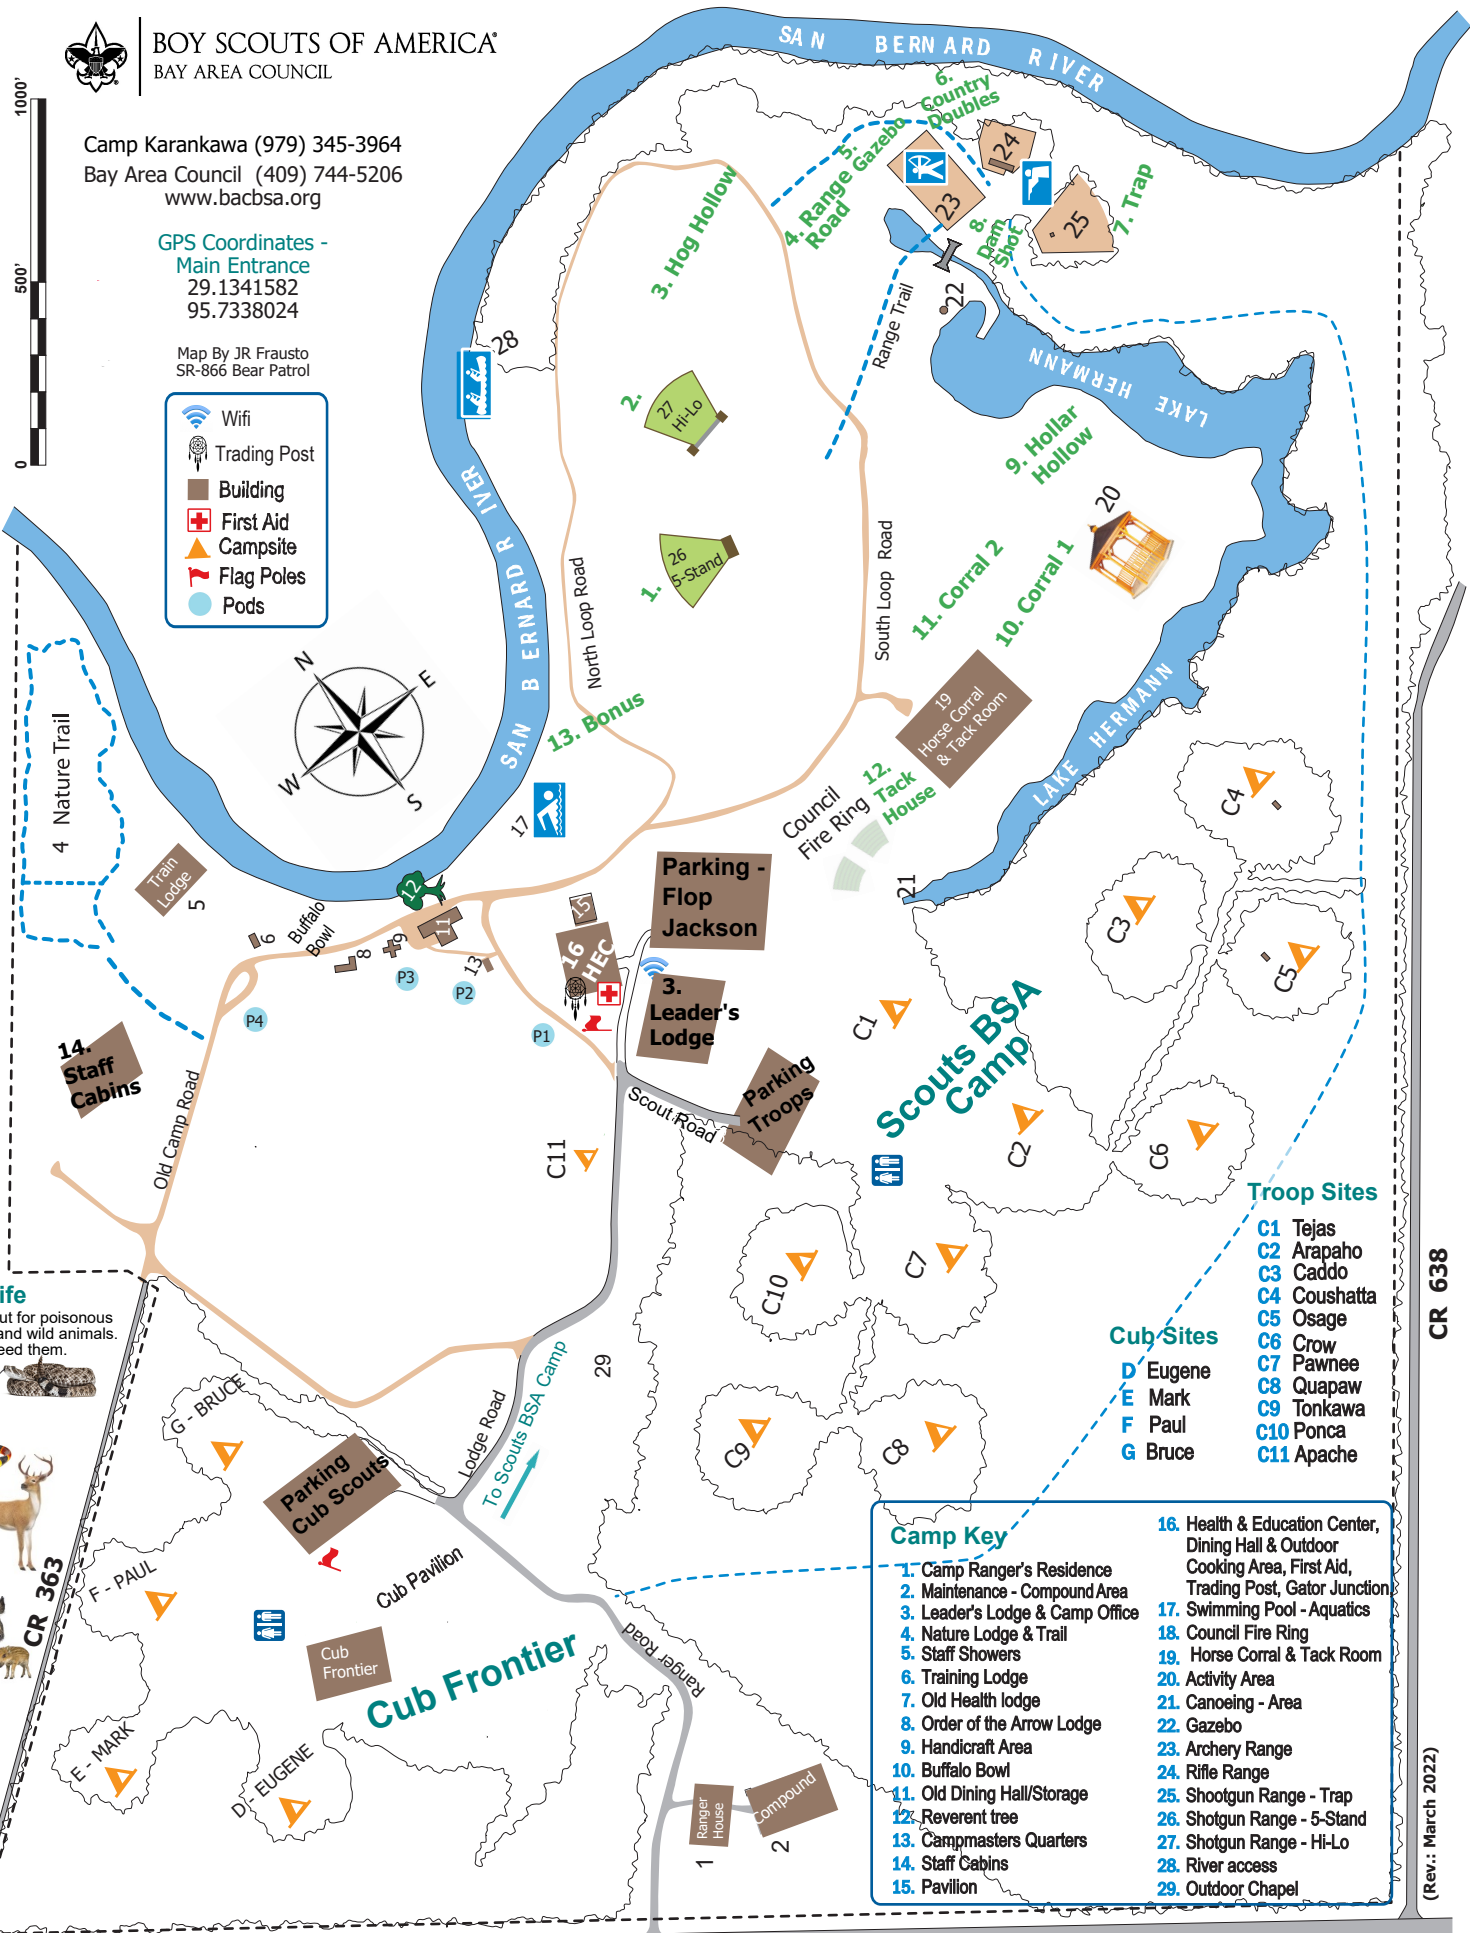 BOY SCOUTS OF AMERICA®
BAY AREA COUNCIL
1000'
500'
0
Camp Karankawa (979) 345-3964
Bay Area Council (409) 744-5206
www.bacbsa.org
GPS Coordinates -
Main Entrance
29.1341582
95.7338024
Map By JR Frausto
SR-866 Bear Patrol
Wifi
Trading Post
Building
First Aid
Campsite
Flag Poles
Pods
SAN BERNARD RIVER
6.
Country
Doubles
5.
4. Range Gazebo
Road
3. Hog Hollow
24
23
25
7. Trap
8.
Dam
Shot
22
Range Trail
28
LAKE HERMANN
2.
27
Hi-Lo
9. Hollar
Hollow
20
26
5-Stand
1.
11. Corral 2
10. Corral 1
North Loop Road
South Loop Road
SAN B ERNARD R IVER
N
E
W
S
4 Nature Trail
13. Bonus
19
Horse Corral
& Tack Room
LAKE HERMANN
12.
Tack
House
Council
Fire Ring
17
21
Train
Lodge
5
6
Buffalo
Bowl
8
9
12
11
13
15
16
HEC
Parking -
Flop
Jackson
3.
Leader's
Lodge
P4
P3
P2
P1
14.
Staff
Cabins
Old Camp Road
Parking
Troops
Scout Road
C11
C4
C3
C5
C1
C2
C6
Scouts BSA
Camp
C10
C7
C9
C8
29
Troop Sites
C1 Tejas
C2 Arapaho
C3 Caddo
C4 Coushatta
C5 Osage
C6 Crow
C7 Pawnee
C8 Quapaw
C9 Tonkawa
C10 Ponca
C11 Apache
Cub Sites
D Eugene
E Mark
F Paul
G Bruce
CR 638
ife
ut for poisonous
and wild animals.
eed them.
CR 363
G - BRUCE
F - PAUL
E - MARK
D - EUGENE
Parking
Cub Scouts
Lodge Road
To Scouts BSA Camp
Cub Pavilion
Cub
Frontier
Cub Frontier
Ranger Road
Ranger
House
1
Compound
2
Camp Key
1. Camp Ranger's Residence
2. Maintenance - Compound Area
3. Leader's Lodge & Camp Office
4. Nature Lodge & Trail
5. Staff Showers
6. Training Lodge
7. Old Health lodge
8. Order of the Arrow Lodge
9. Handicraft Area
10. Buffalo Bowl
11. Old Dining Hall/Storage
12. Reverent tree
13. Campmasters Quarters
14. Staff Cabins
15. Pavilion
16. Health & Education Center,
Dining Hall & Outdoor
Cooking Area, First Aid,
Trading Post, Gator Junction
17. Swimming Pool - Aquatics
18. Council Fire Ring
19. Horse Corral & Tack Room
20. Activity Area
21. Canoeing - Area
22. Gazebo
23. Archery Range
24. Rifle Range
25. Shootgun Range - Trap
26. Shotgun Range - 5-Stand
27. Shotgun Range - Hi-Lo
28. River access
29. Outdoor Chapel
(Rev.: March 2022)